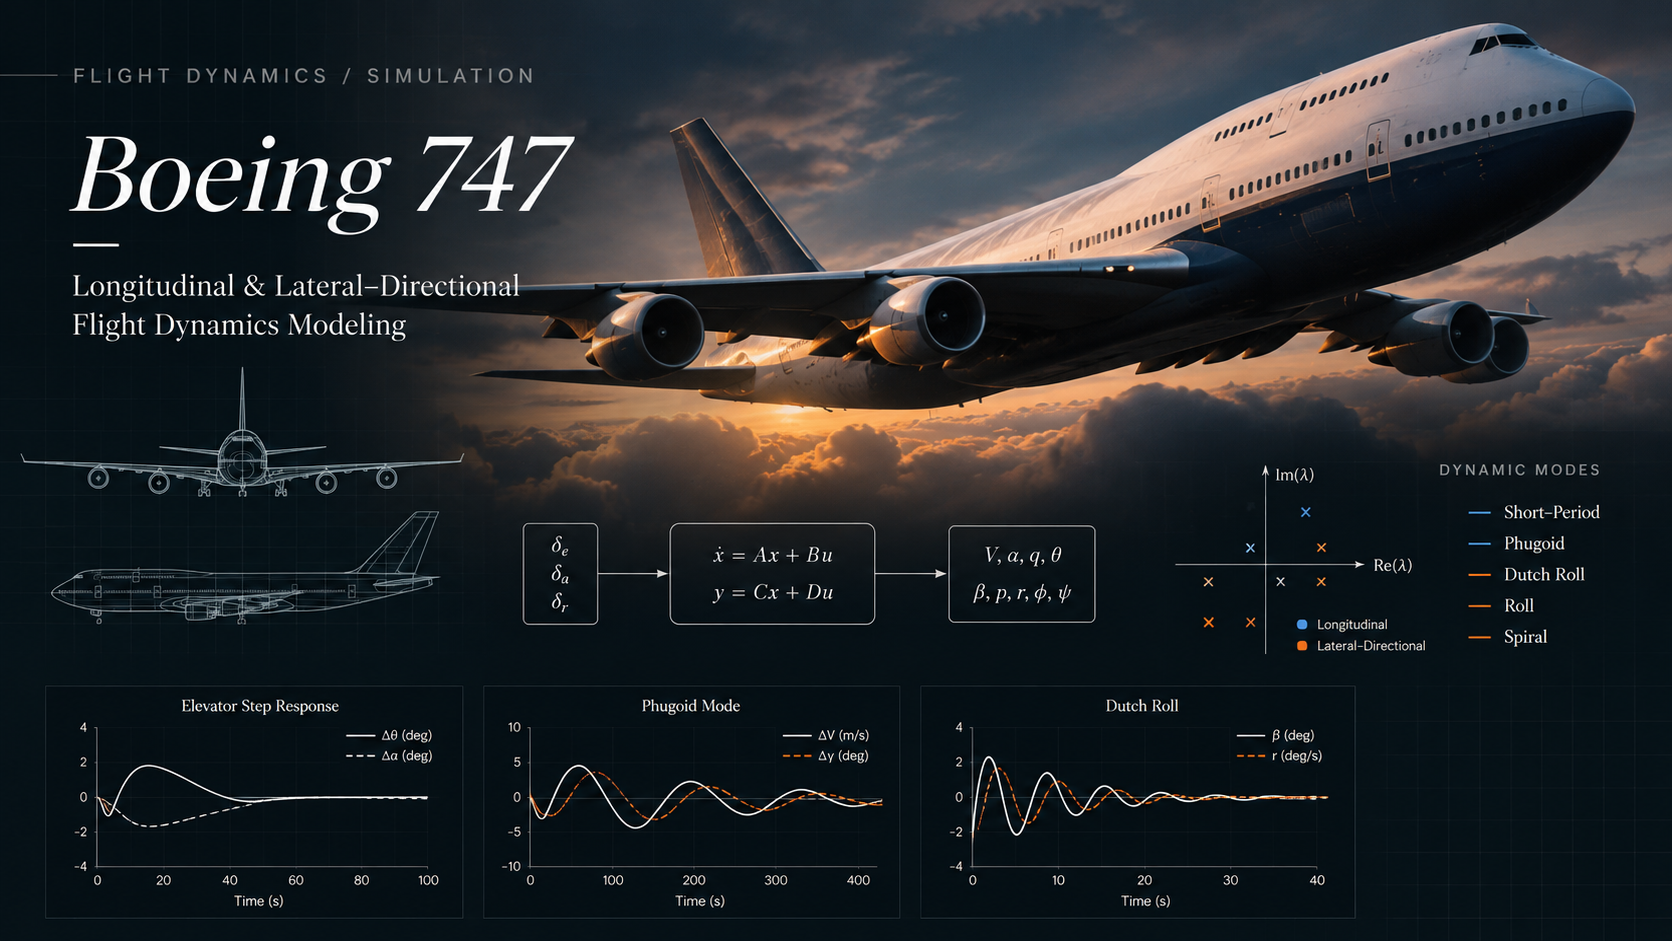 FLIGHT DYNAMICS / SIMULATION
Boeing 747
Longitudinal & Lateral–Directional
Flight Dynamics Modeling
δₑ
δₐ
δᵣ
ẋ = Ax + Bu
y = Cx + Du
V, α, q, θ
β, p, r, ϕ, ψ
Im(λ)
Re(λ)
Longitudinal
Lateral–Directional
DYNAMIC MODES
Short–Period
Phugoid
Dutch Roll
Roll
Spiral
Elevator Step Response
Δθ (deg)
Δα (deg)
4
2
0
−2
−4
0 20 40 60 80 100
Time (s)
Phugoid Mode
ΔV (m/s)
Δγ (deg)
10
5
0
−5
−10
0 100 200 300 400
Time (s)
Dutch Roll
β (deg)
r (deg/s)
4
2
0
−2
−4
0 10 20 30 40
Time (s)